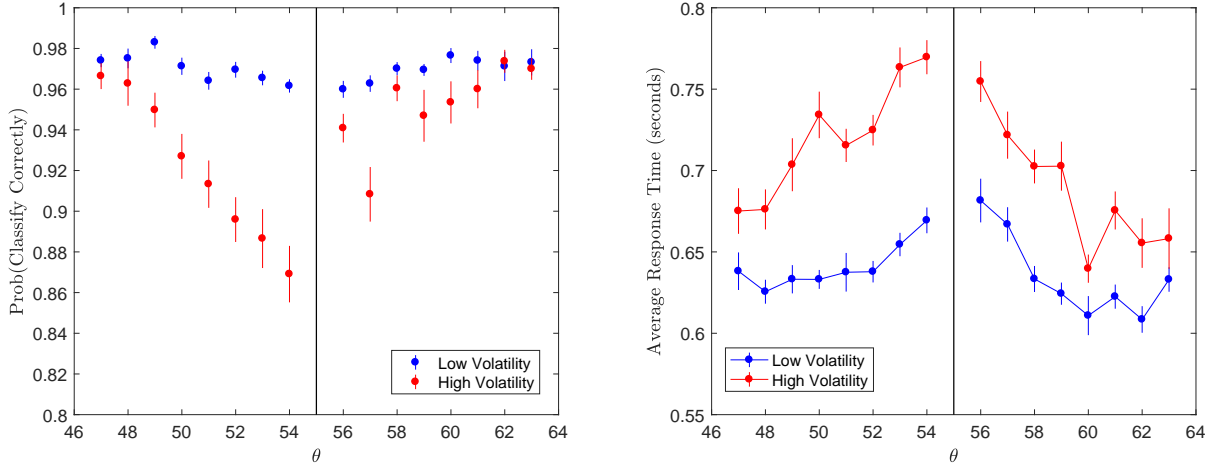 Prob(Classify Correctly)
1
0.98
0.96
0.94
0.92
0.9
0.88
0.86
0.84
0.82
0.8
46 48 50 52 54 56 58 60 62 64
θ
Low Volatility
High Volatility
Average Response Time (seconds)
0.8
0.75
0.7
0.65
0.6
0.55
46 48 50 52 54 56 58 60 62 64
θ
Low Volatility
High Volatility